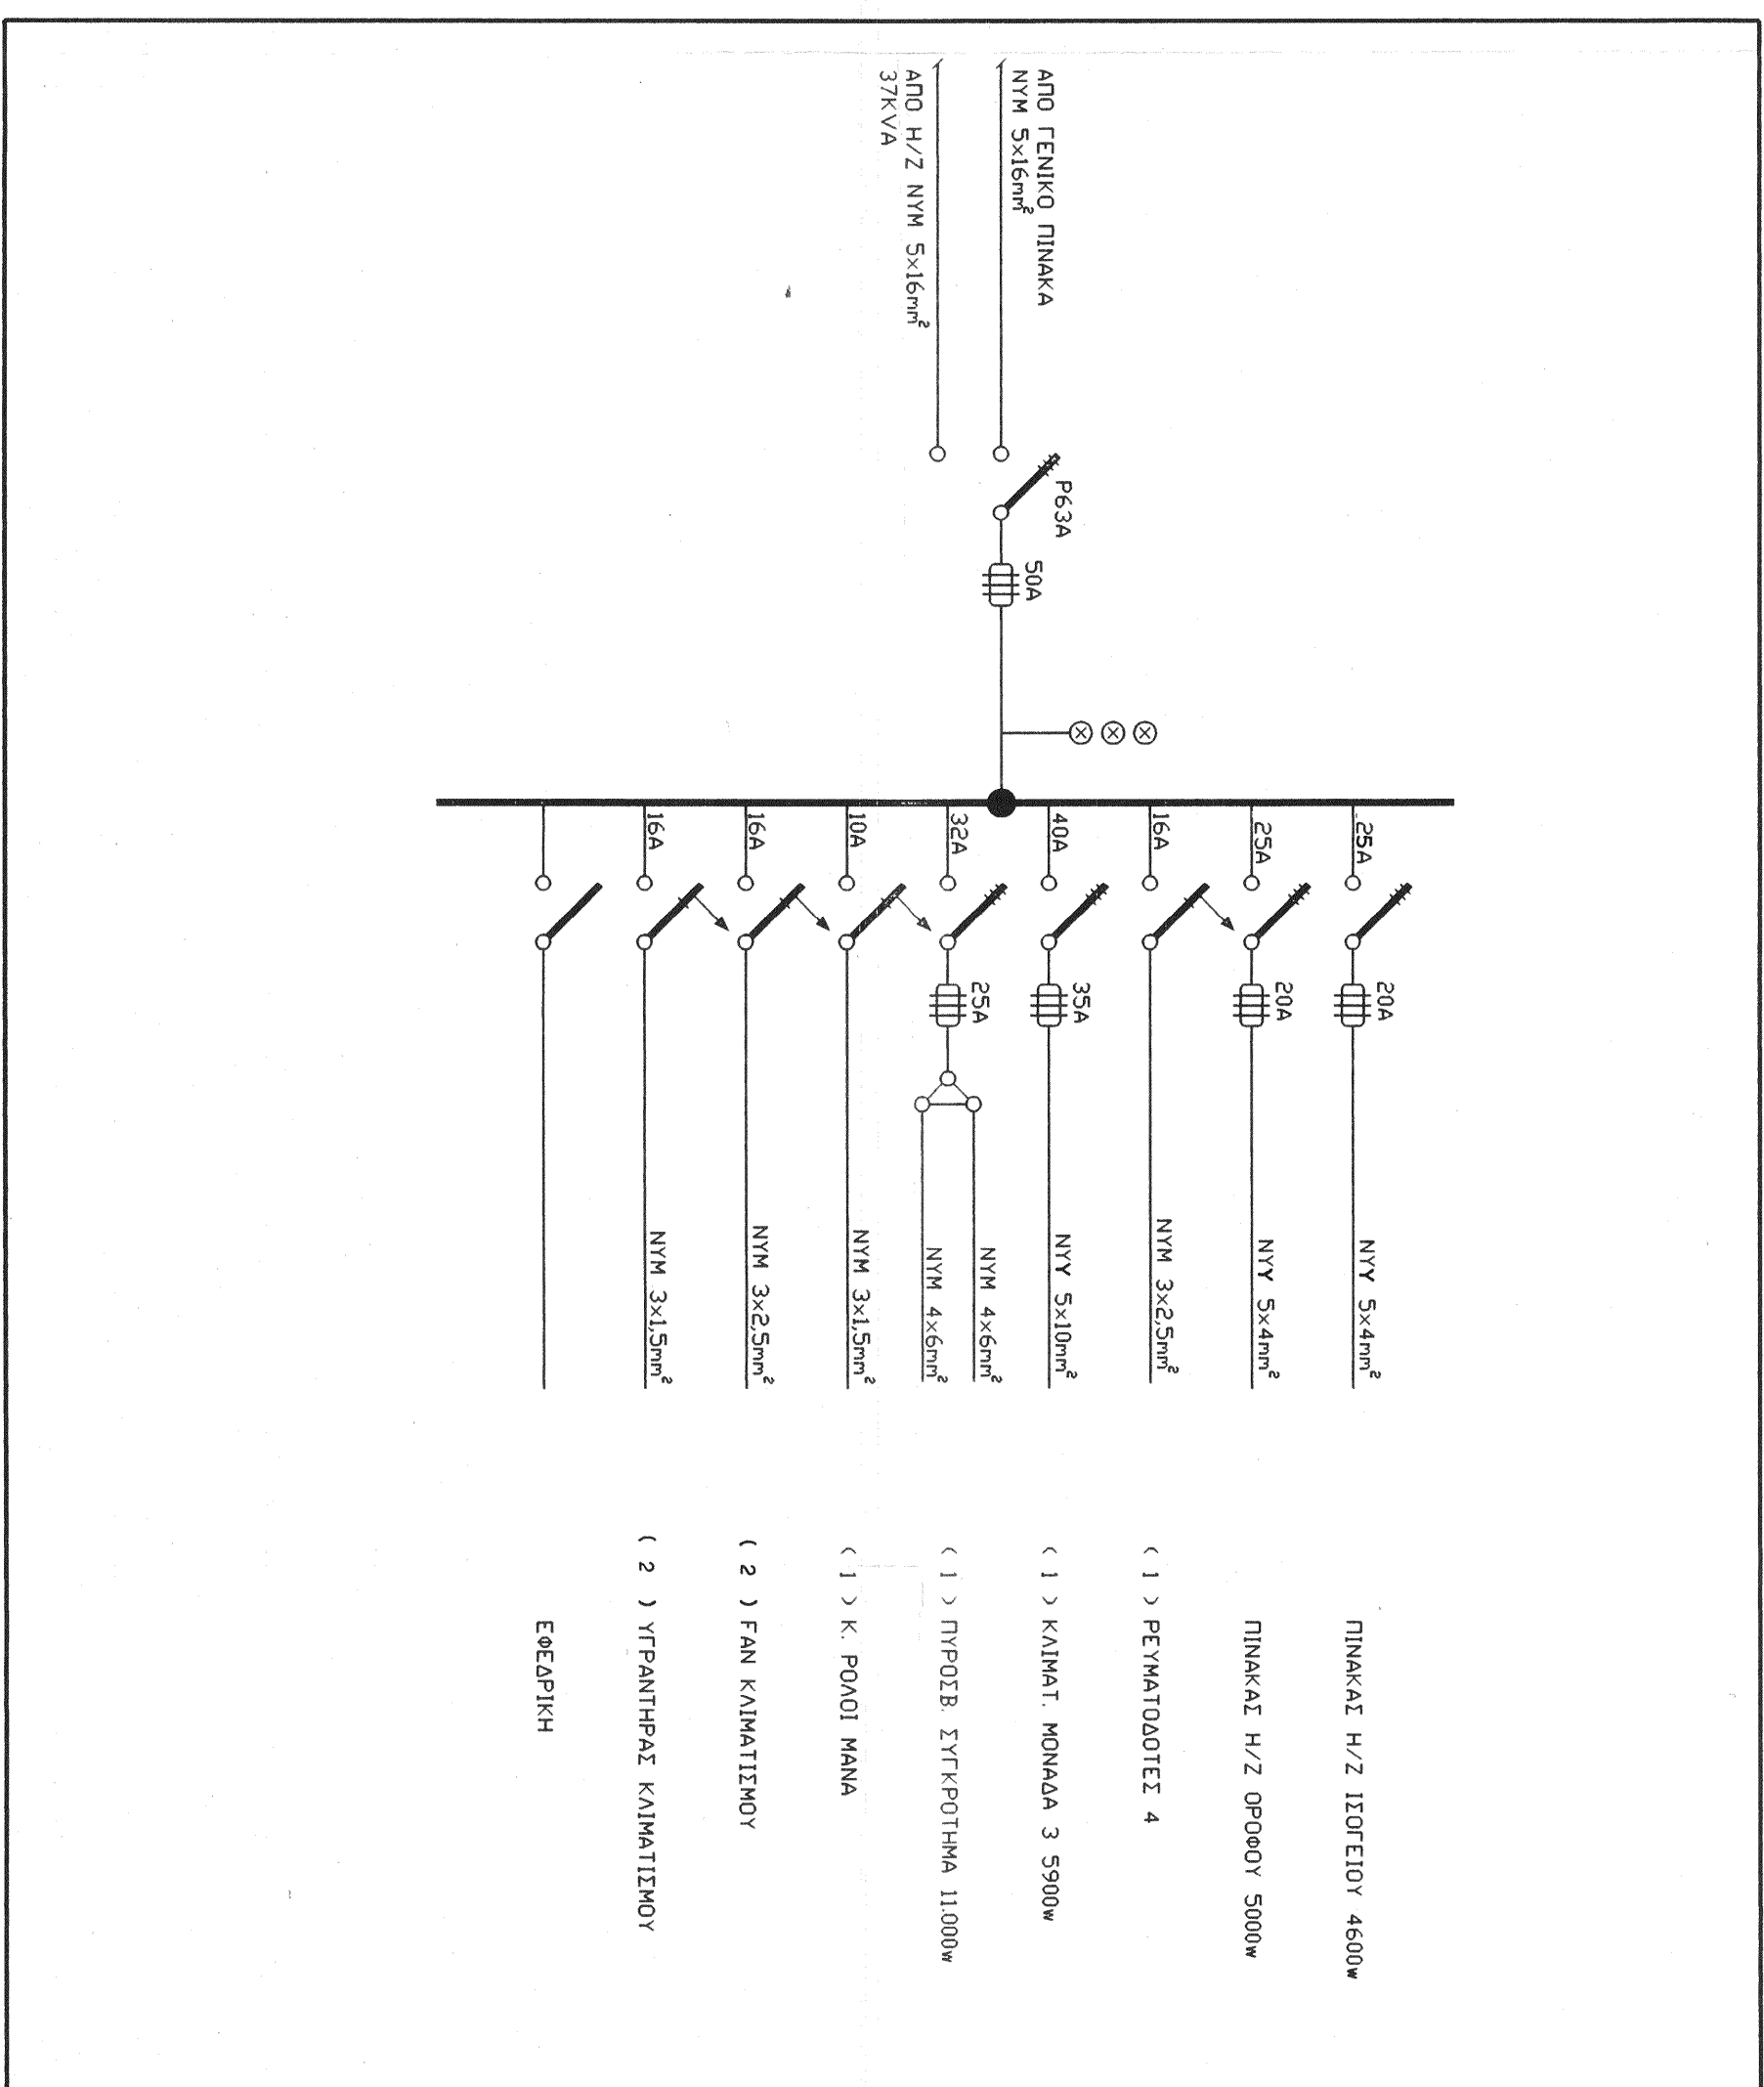 ΑΠΟ ΓΕΝΙΚΟ ΠΙΝΑΚΑ
NYM 5x16mm²
ΑΠΟ Η/Ζ NYM 5x16mm²
37KVA
P63A
50A
25A
20A
NYY 5x4mm²
ΠΙΝΑΚΑΣ Η/Ζ ΙΣΟΓΕΙΟΥ 4600w
25A
20A
NYY 5x4mm²
ΠΙΝΑΚΑΣ Η/Ζ ΟΡΟΦΟΥ 5000w
16A
NYM 3x2,5mm²
( 1 ) ΡΕΥΜΑΤΟΔΟΤΕΣ 4
40A
35A
NYY 5x10mm²
( 1 ) ΚΛΙΜΑΤ. ΜΟΝΑΔΑ 3 5900w
32A
25A
NYM 4x6mm²
NYM 4x6mm²
( 1 ) ΠΥΡΟΣΒ. ΣΥΓΚΡΟΤΗΜΑ 11.000w
10A
NYM 3x1,5mm²
( 1 ) Κ. ΡΟΛΟΙ ΜΑΝΑ
16A
NYM 3x2,5mm²
( 2 ) FAN ΚΛΙΜΑΤΙΣΜΟΥ
16A
NYM 3x1,5mm²
( 2 ) ΥΓΡΑΝΤΗΡΑΣ ΚΛΙΜΑΤΙΣΜΟΥ
ΕΦΕΔΡΙΚΗ